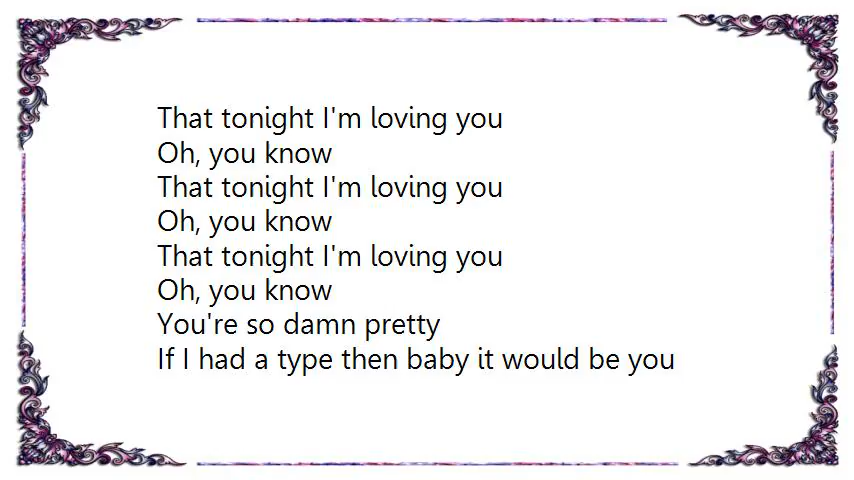 That tonight I'm loving you
Oh, you know
That tonight I'm loving you
Oh, you know
That tonight I'm loving you
Oh, you know
You're so damn pretty
If I had a type then baby it would be you